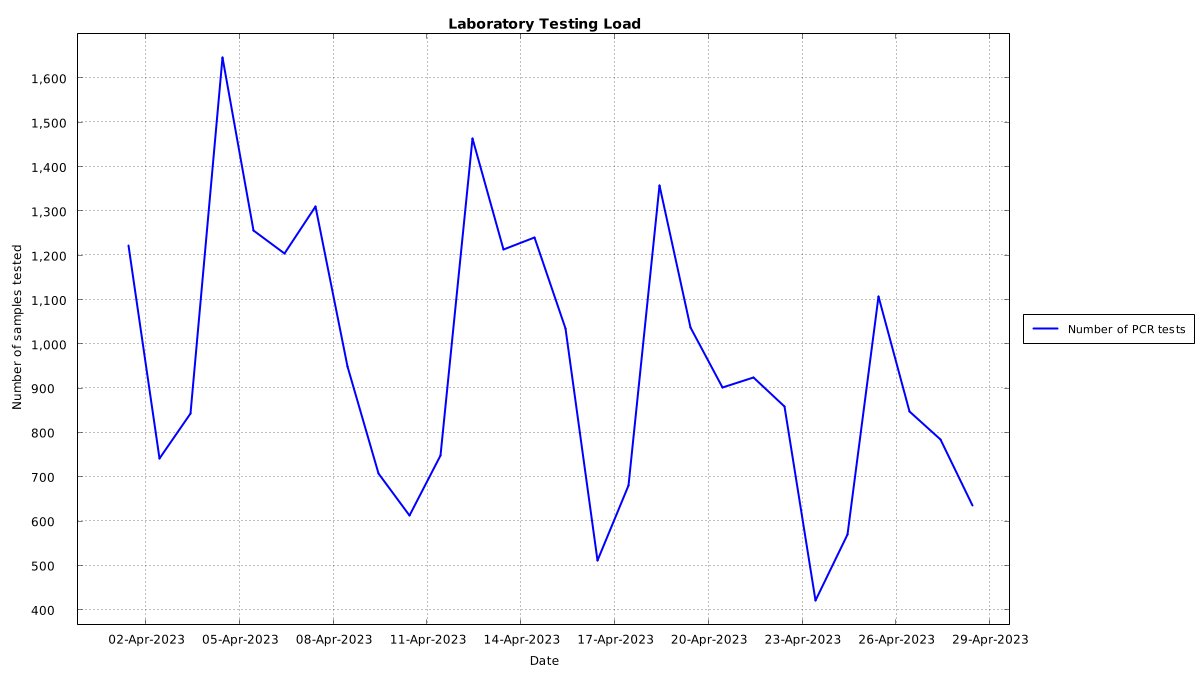 Laboratory Testing Load
1,600
1,500
1,400
1,300
1,200
1,100
1,000
900
800
700
600
500
400
Number of samples tested
02-Apr-2023 05-Apr-2023 08-Apr-2023 11-Apr-2023 14-Apr-2023 17-Apr-2023 20-Apr-2023 23-Apr-2023 26-Apr-2023 29-Apr-2023
Date
Number of PCR tests